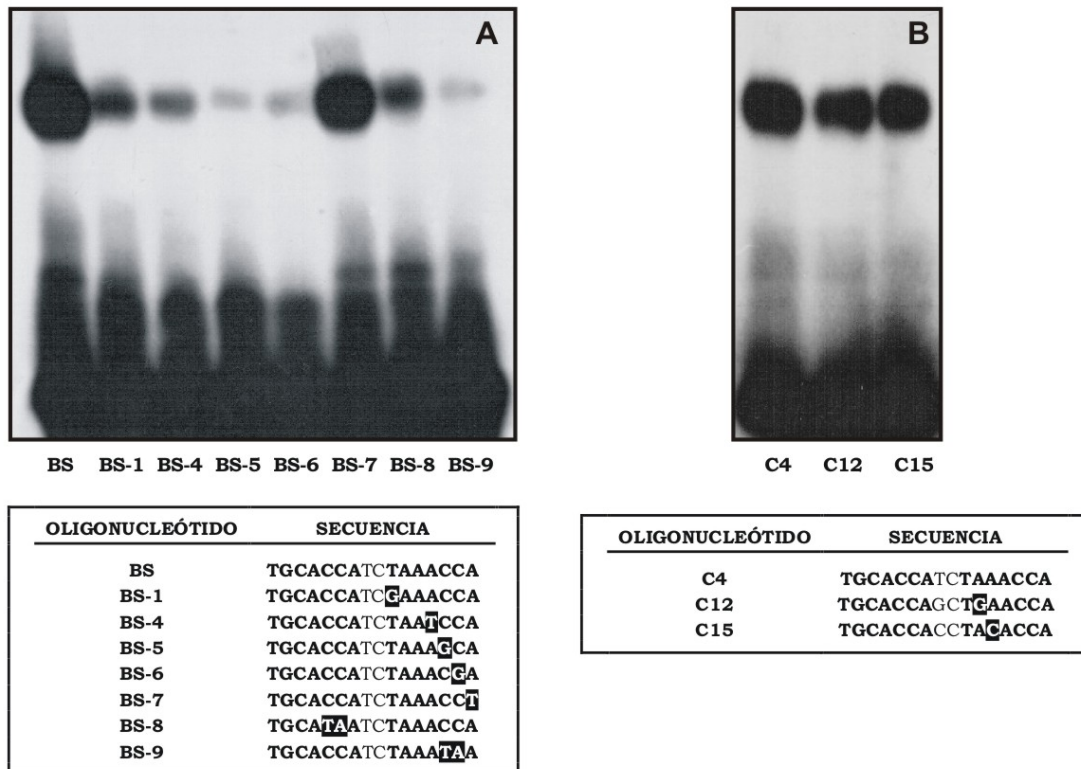 A
B
BS BS-1 BS-4 BS-5 BS-6 BS-7 BS-8 BS-9
C4 C12 C15
OLIGONUCLEÓTIDO SECUENCIA
BS TGCACCATCTAAACCA
BS-1 TGCACCATCGAAACCA
BS-4 TGCACCATCTAATCCA
BS-5 TGCACCATCTAAAGCA
BS-6 TGCACCATCTAAACGA
BS-7 TGCACCATCTAAACCT
BS-8 TGCATAATCTAAACCA
BS-9 TGCACCATCTAAATAA
OLIGONUCLEÓTIDO SECUENCIA
C4 TGCACCATCTAAACCA
C12 TGCACCAGCTGAACCA
C15 TGCACCACCTACACCA